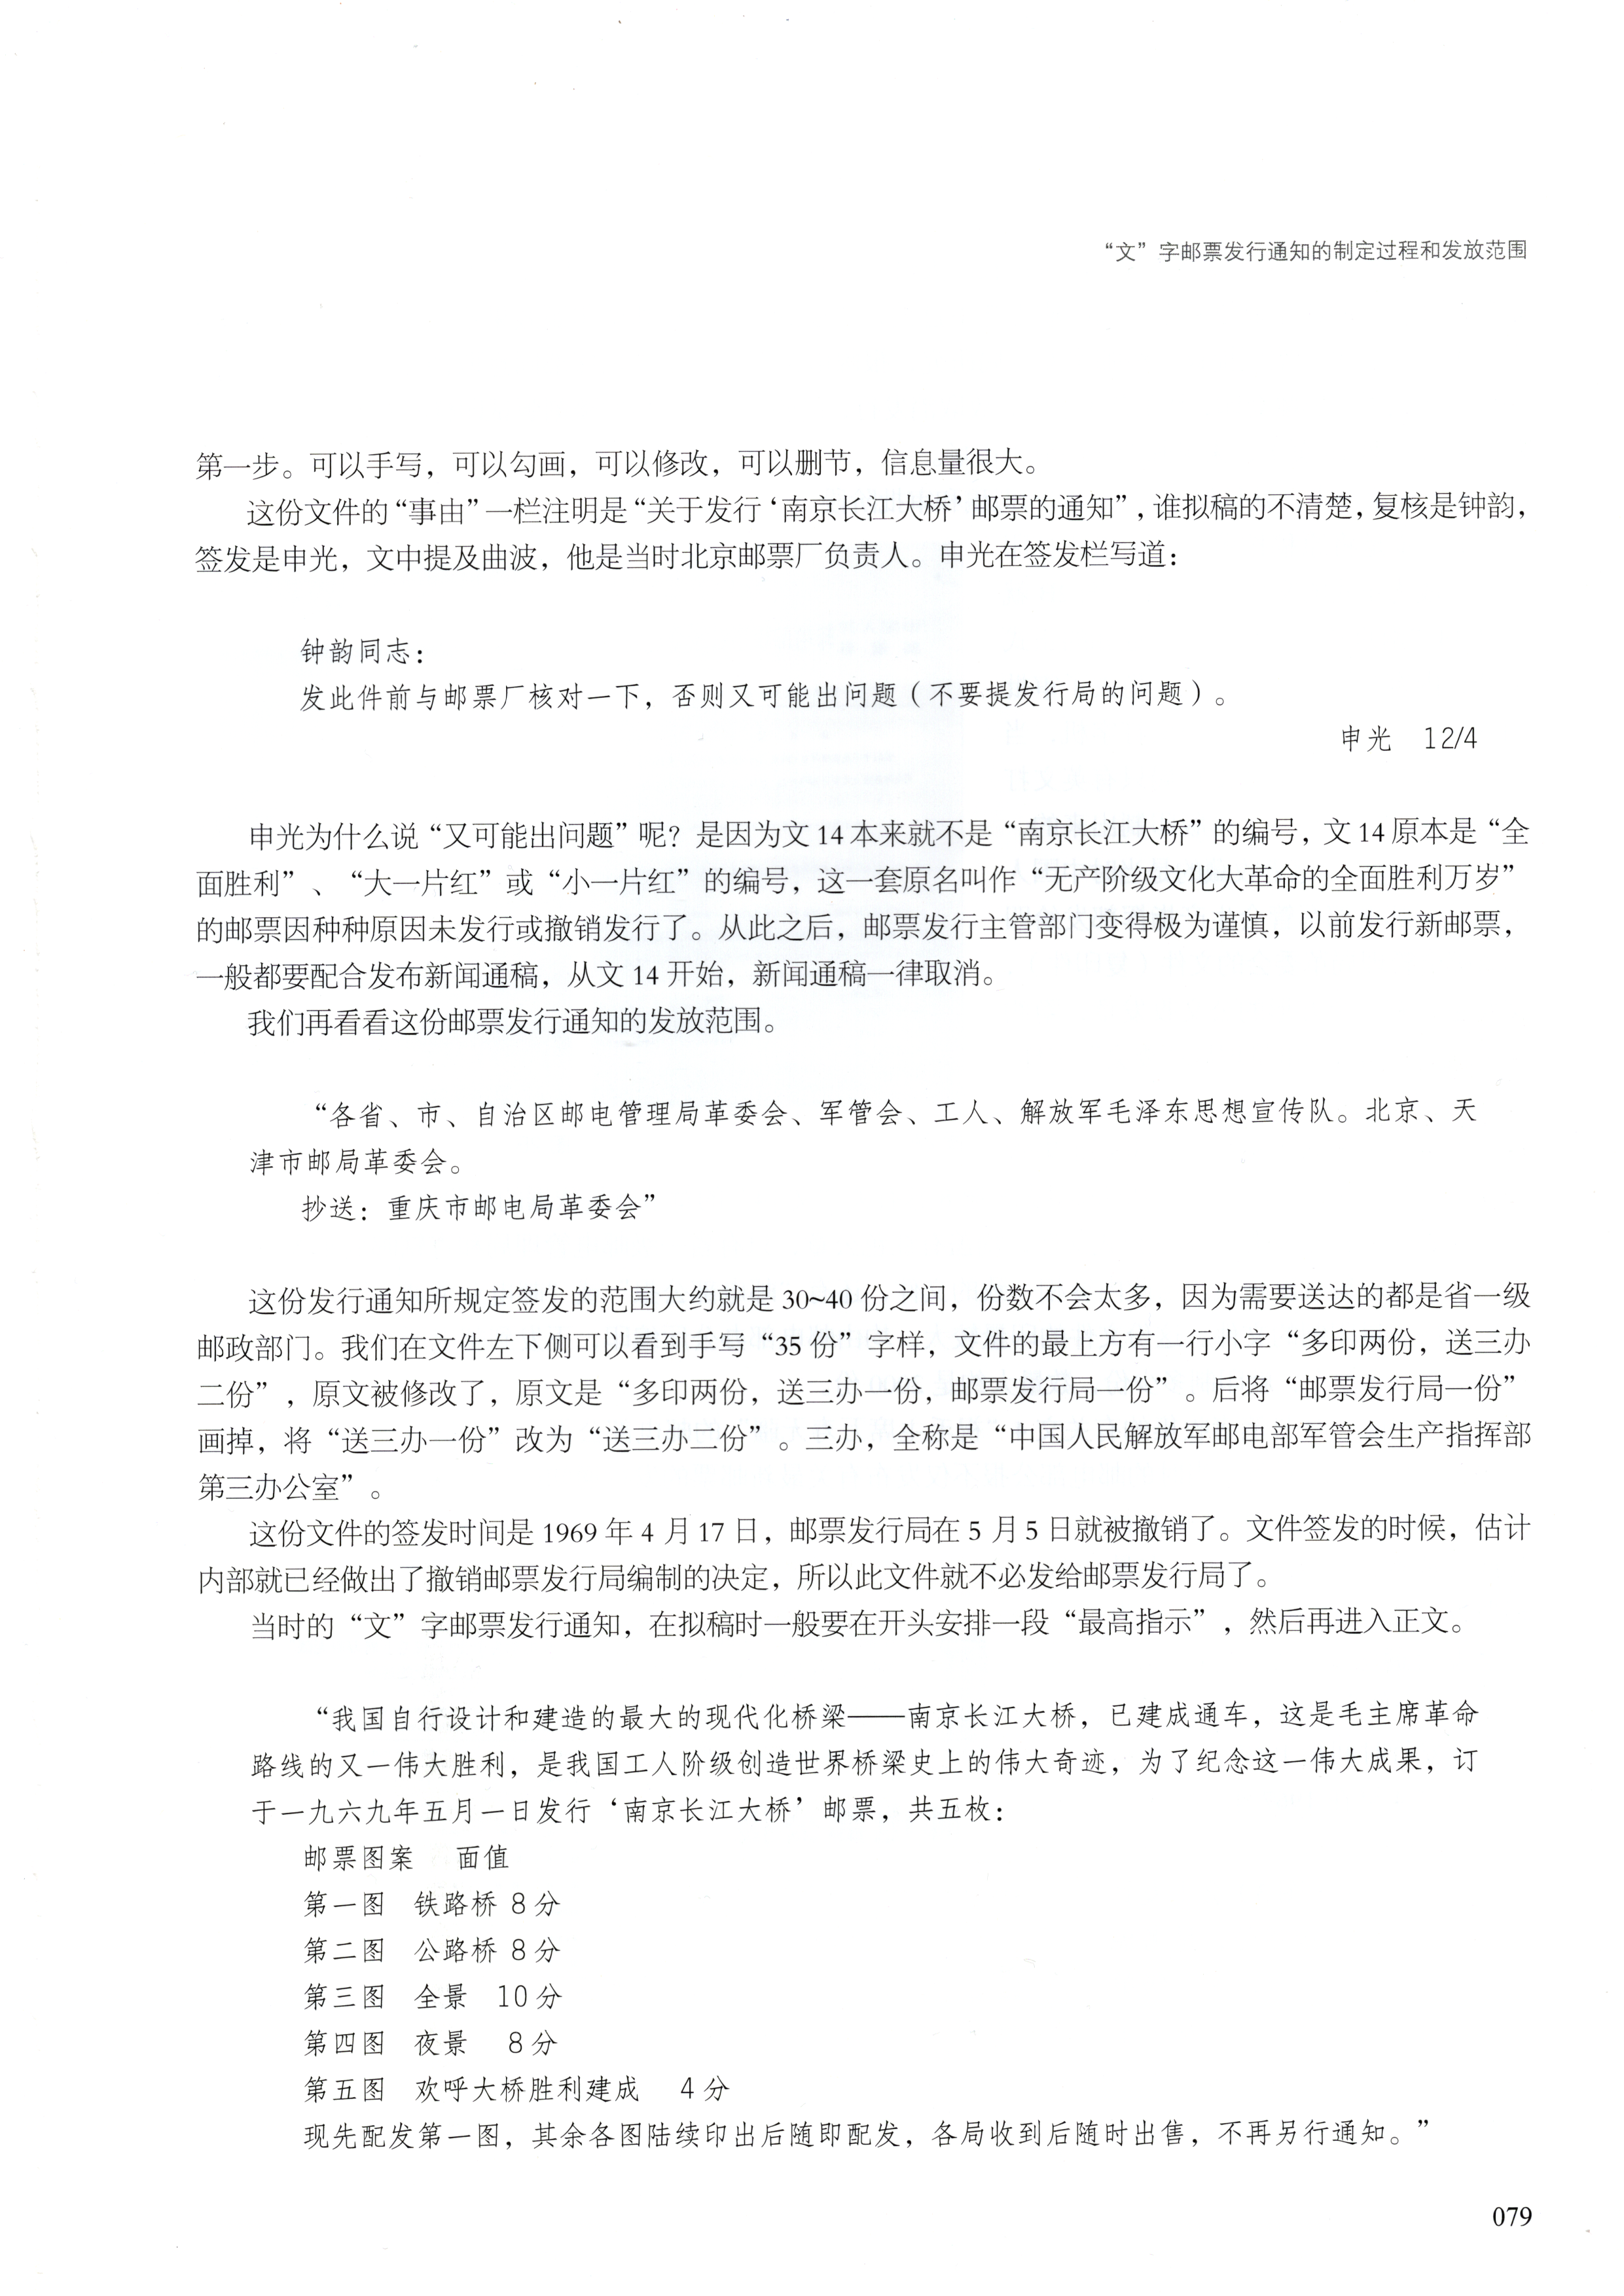 “文”字邮票发行通知的制定过程和发放范围
第一步。可以手写，可以勾画，可以修改，可以删节，信息量很大。
这份文件的“事由”一栏注明是“关于发行‘南京长江大桥’邮票的通知”，谁拟稿的不清楚，复核是钟韵，
签发是申光，文中提及曲波，他是当时北京邮票厂负责人。申光在签发栏写道：
钟韵同志：
发此件前与邮票厂核对一下，否则又可能出问题（不要提发行局的问题）。
申光 12/4
申光为什么说“又可能出问题”呢？是因为文14本来就不是“南京长江大桥”的编号，文14原本是“全
面胜利”、“大一片红”或“小一片红”的编号，这一套原名叫作“无产阶级文化大革命的全面胜利万岁”
的邮票因种种原因未发行或撤销发行了。从此之后，邮票发行主管部门变得极为谨慎，以前发行新邮票，
一般都要配合发布新闻通稿，从文14开始，新闻通稿一律取消。
我们再看看这份邮票发行通知的发放范围。
“各省、市、自治区邮电管理局革委会、军管会、工人、解放军毛泽东思想宣传队。北京、天
津市邮局革委会。
抄送：重庆市邮电局革委会”
这份发行通知所规定签发的范围大约就是30~40份之间，份数不会太多，因为需要送达的都是省一级
邮政部门。我们在文件左下侧可以看到手写“35份”字样，文件的最上方有一行小字“多印两份，送三办
二份”，原文被修改了，原文是“多印两份，送三办一份，邮票发行局一份”。后将“邮票发行局一份”
画掉，将“送三办一份”改为“送三办二份”。三办，全称是“中国人民解放军邮电部军管会生产指挥部
第三办公室”。
这份文件的签发时间是1969年4月17日，邮票发行局在5月5日就被撤销了。文件签发的时候，估计
内部就已经做出了撤销邮票发行局编制的决定，所以此文件就不必发给邮票发行局了。
当时的“文”字邮票发行通知，在拟稿时一般要在开头安排一段“最高指示”，然后再进入正文。
“我国自行设计和建造的最大的现代化桥梁——南京长江大桥，已建成通车，这是毛主席革命
路线的又一伟大胜利，是我国工人阶级创造世界桥梁史上的伟大奇迹，为了纪念这一伟大成果，订
于一九六九年五月一日发行‘南京长江大桥’邮票，共五枚：
邮票图案 面值
第一图 铁路桥 8分
第二图 公路桥 8分
第三图 全景 10分
第四图 夜景 8分
第五图 欢呼大桥胜利建成 4分
现先配发第一图，其余各图陆续印出后随即配发，各局收到后随时出售，不再另行通知。”
079